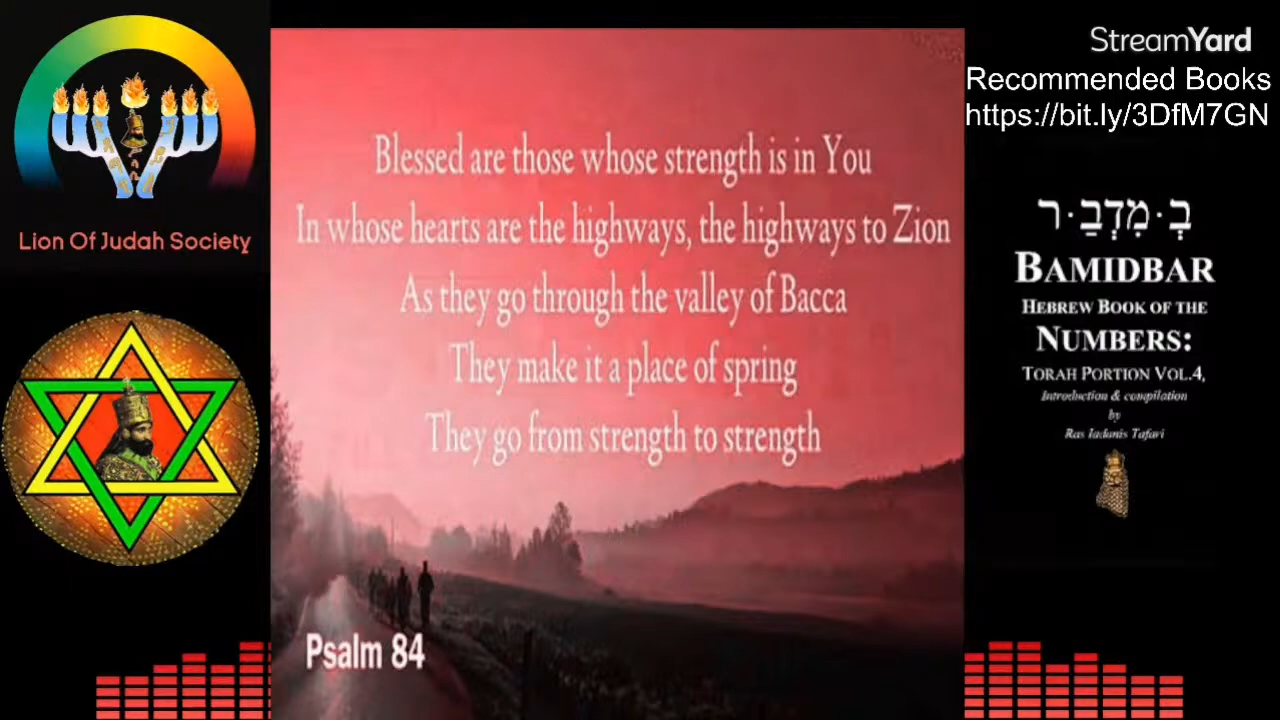 Lion Of Judah Society
Blessed are those whose strength is in You
In whose hearts are the highways, the highways to Zion
As they go through the valley of Bacca
They make it a place of spring
They go from strength to strength
Psalm 84
StreamYard
Recommended Books
https://bit.ly/3DfM7GN
בְּ·מִדְבַּ·ר
BAMIDBAR
HEBREW BOOK OF THE
NUMBERS:
TORAH PORTION VOL.4,
Introduction & compilation
by
Ras Iadonis Tafari